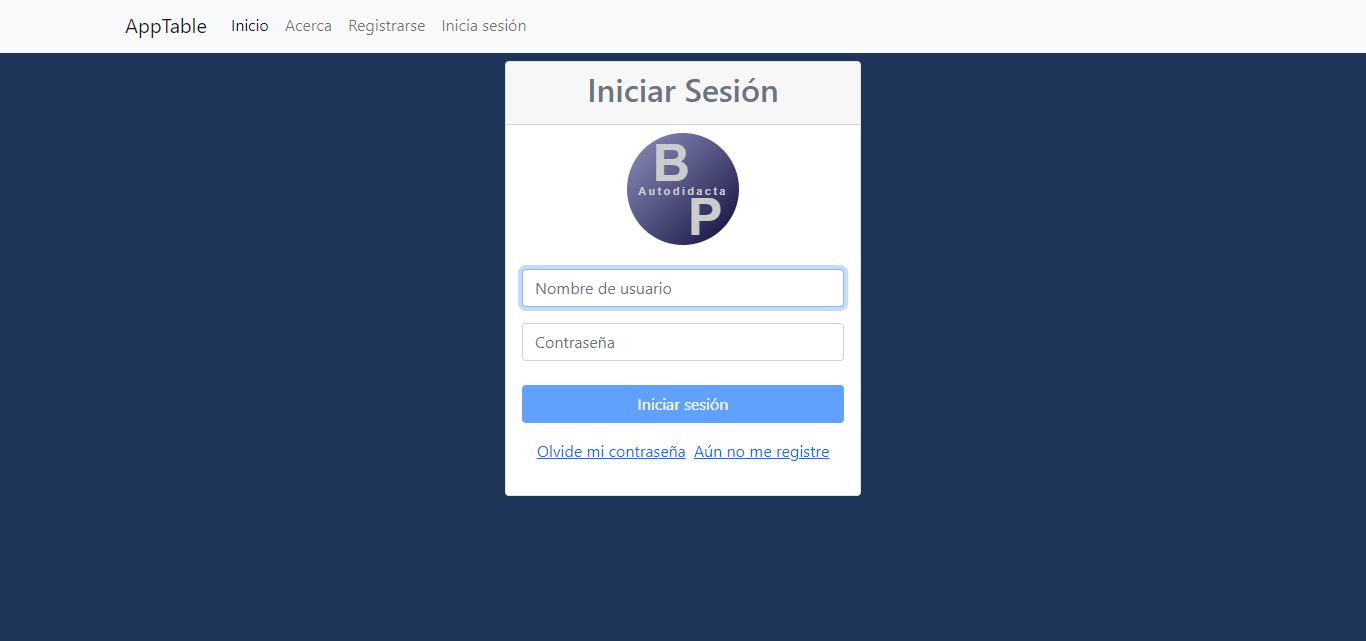 AppTable Inicio Acerca Registrarse Inicia sesión
Iniciar Sesión
B
Autodidacta
P
Nombre de usuario
Contraseña
Iniciar sesión
Olvide mi contraseña Aún no me registre